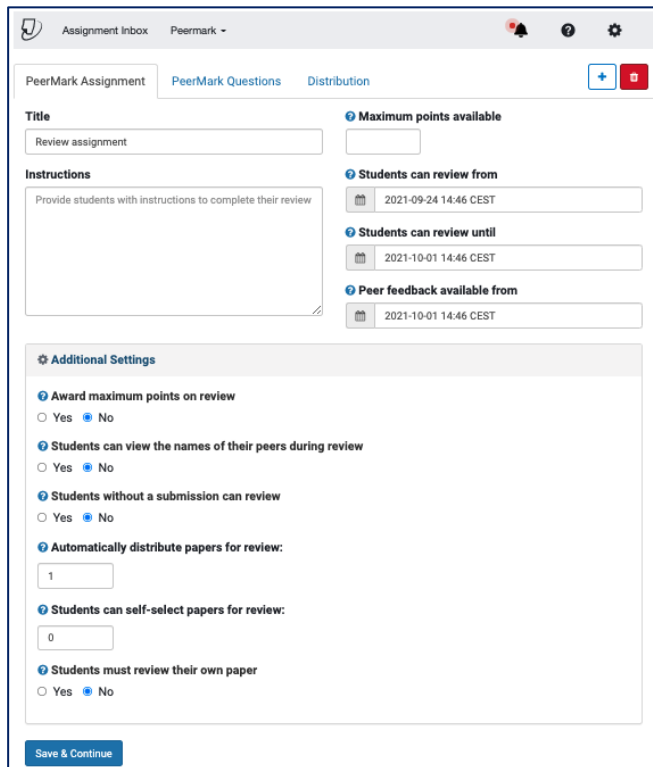 Assignment Inbox Peermark
PeerMark Assignment PeerMark Questions Distribution
Title
Review assignment
Instructions
Provide students with instructions to complete their review
Maximum points available
Students can review from
2021-09-24 14:46 CEST
Students can review until
2021-10-01 14:46 CEST
Peer feedback available from
2021-10-01 14:46 CEST
Additional Settings
Award maximum points on review
Yes No
Students can view the names of their peers during review
Yes No
Students without a submission can review
Yes No
Automatically distribute papers for review:
1
Students can self-select papers for review:
0
Students must review their own paper
Yes No
Save & Continue